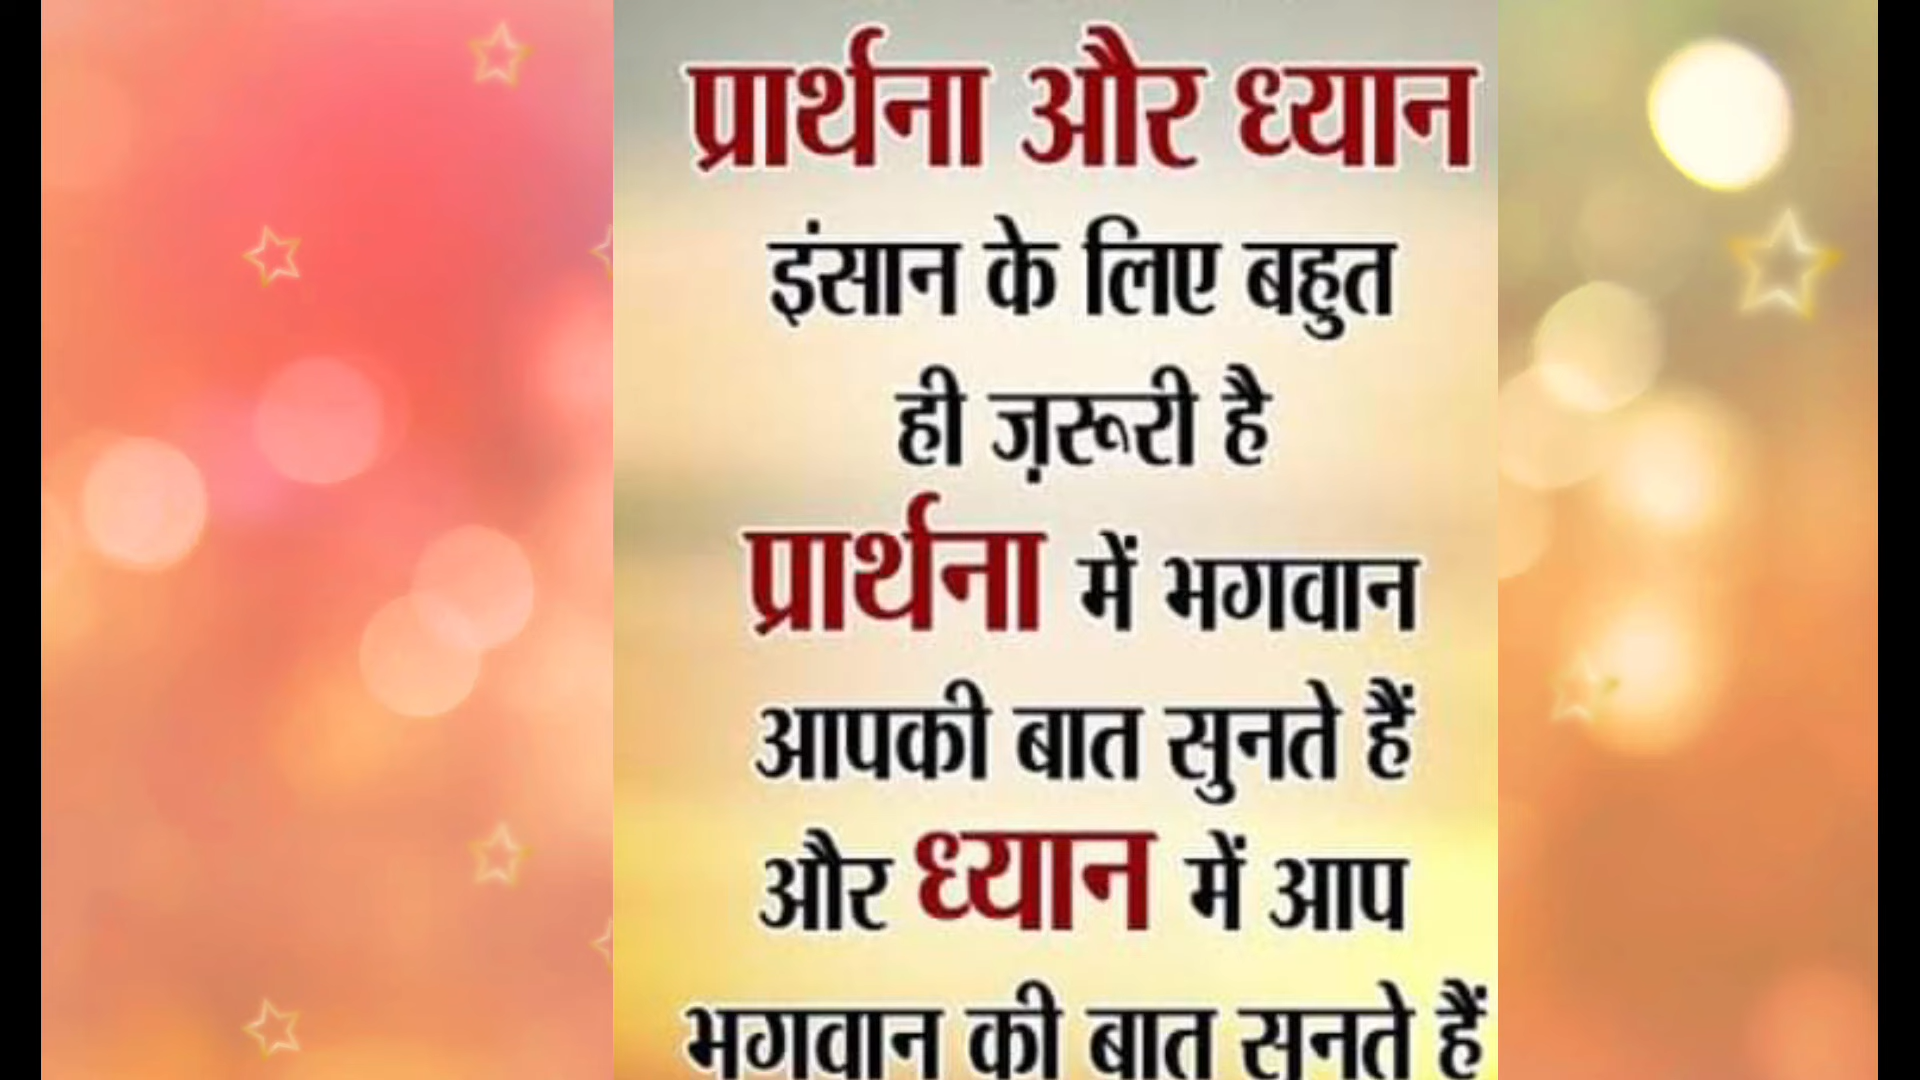 प्रार्थना और ध्यान
इंसान के लिए बहुत
ही ज़रूरी है
प्रार्थना में भगवान
आपकी बात सुनते हैं
और ध्यान में आप
भगवान की बात सुनते हैं